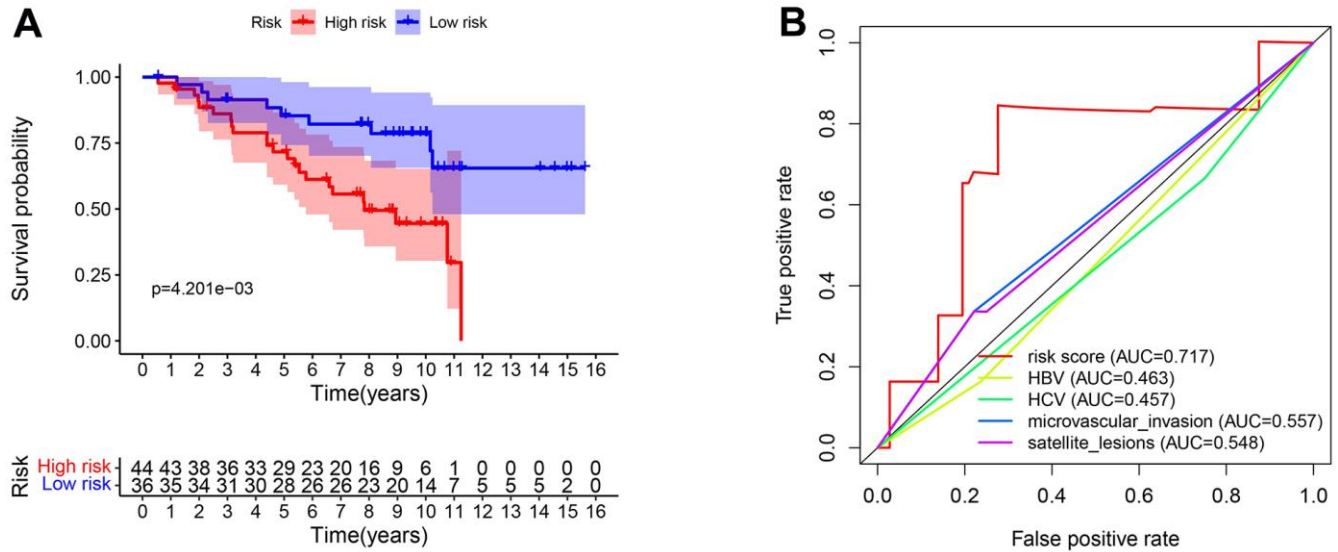 A
Risk High risk Low risk
Survival probability
1.00
0.75
0.50
0.25
0.00
p=4.201e−03
0 1 2 3 4 5 6 7 8 9 10 11 12 13 14 15 16
Time(years)
Risk
High risk 44 43 38 36 33 29 23 20 16 9 6 1 0 0 0 0 0
Low risk 36 35 34 31 30 28 26 26 23 20 14 7 5 5 5 2 0
0 1 2 3 4 5 6 7 8 9 10 11 12 13 14 15 16
Time(years)
B
True positive rate
1.0
0.8
0.6
0.4
0.2
0.0
risk score (AUC=0.717)
HBV (AUC=0.463)
HCV (AUC=0.457)
microvascular_invasion (AUC=0.557)
satellite_lesions (AUC=0.548)
0.0 0.2 0.4 0.6 0.8 1.0
False positive rate